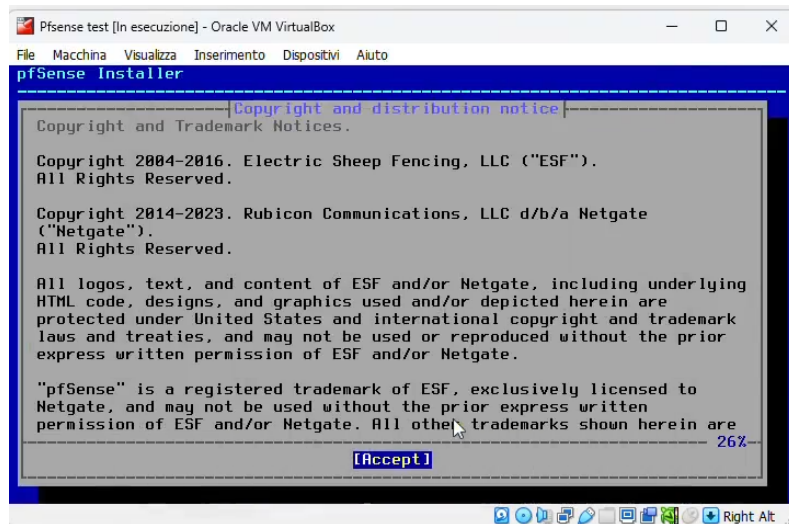 Pfsense test [In esecuzione] - Oracle VM VirtualBox
File Macchina Visualizza Inserimento Dispositivi Aiuto
pfSense Installer
Copyright and distribution notice
Copyright and Trademark Notices.
Copyright 2004-2016. Electric Sheep Fencing, LLC ("ESF").
All Rights Reserved.
Copyright 2014-2023. Rubicon Communications, LLC d/b/a Netgate
("Netgate").
All Rights Reserved.
All logos, text, and content of ESF and/or Netgate, including underlying
HTML code, designs, and graphics used and/or depicted herein are
protected under United States and international copyright and trademark
laws and treaties, and may not be used or reproduced without the prior
express written permission of ESF and/or Netgate.
"pfSense" is a registered trademark of ESF, exclusively licensed to
Netgate, and may not be used without the prior express written
permission of ESF and/or Netgate. All other trademarks shown herein are
26%
[Accept]
Right Alt